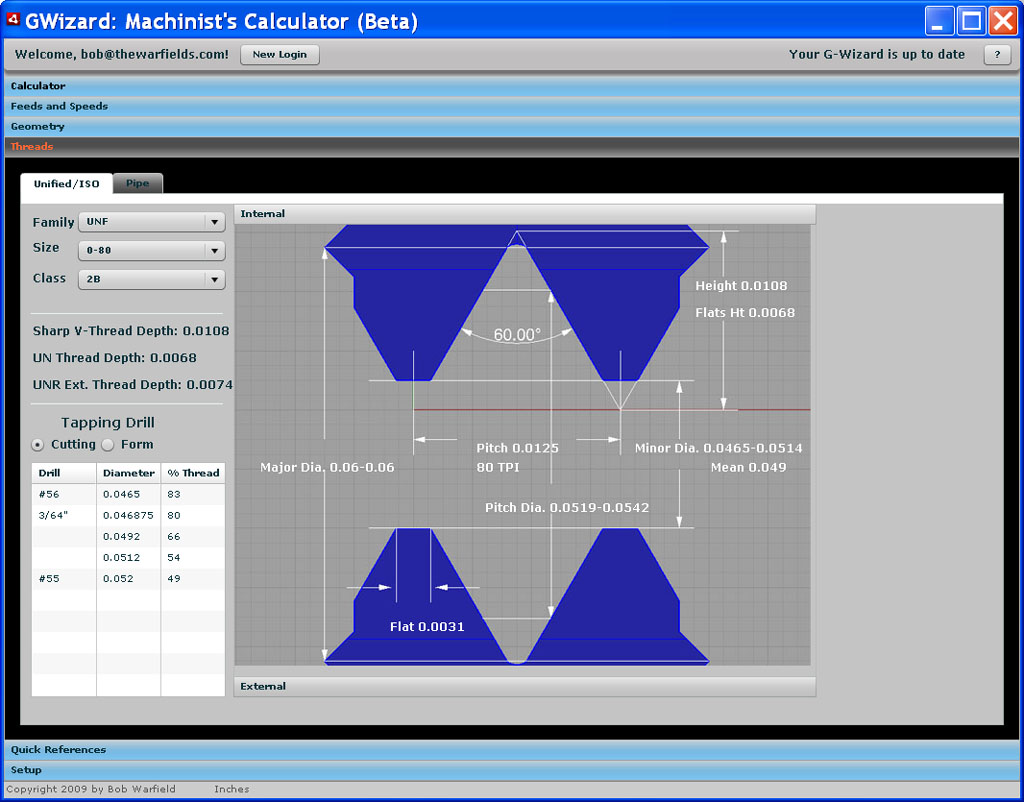 GWizard: Machinist's Calculator (Beta)
Welcome, bob@thewarfields.com! New Login Your G-Wizard is up to date ?
Calculator
Feeds and Speeds
Geometry
Threads
Unified/ISO Pipe
Family UNF
Size 0-80
Class 2B
Sharp V-Thread Depth: 0.0108
UN Thread Depth: 0.0068
UNR Ext. Thread Depth: 0.0074
Tapping Drill
Cutting Form
Drill Diameter % Thread
#56 0.0465 83
3/64" 0.046875 80
0.0492 66
0.0512 54
#55 0.052 49
Internal
Height 0.0108
Flats Ht 0.0068
60.00°
Pitch 0.0125
80 TPI
Minor Dia. 0.0465-0.0514
Mean 0.049
Major Dia. 0.06-0.06
Pitch Dia. 0.0519-0.0542
Flat 0.0031
External
Quick References
Setup
Copyright 2009 by Bob Warfield Inches